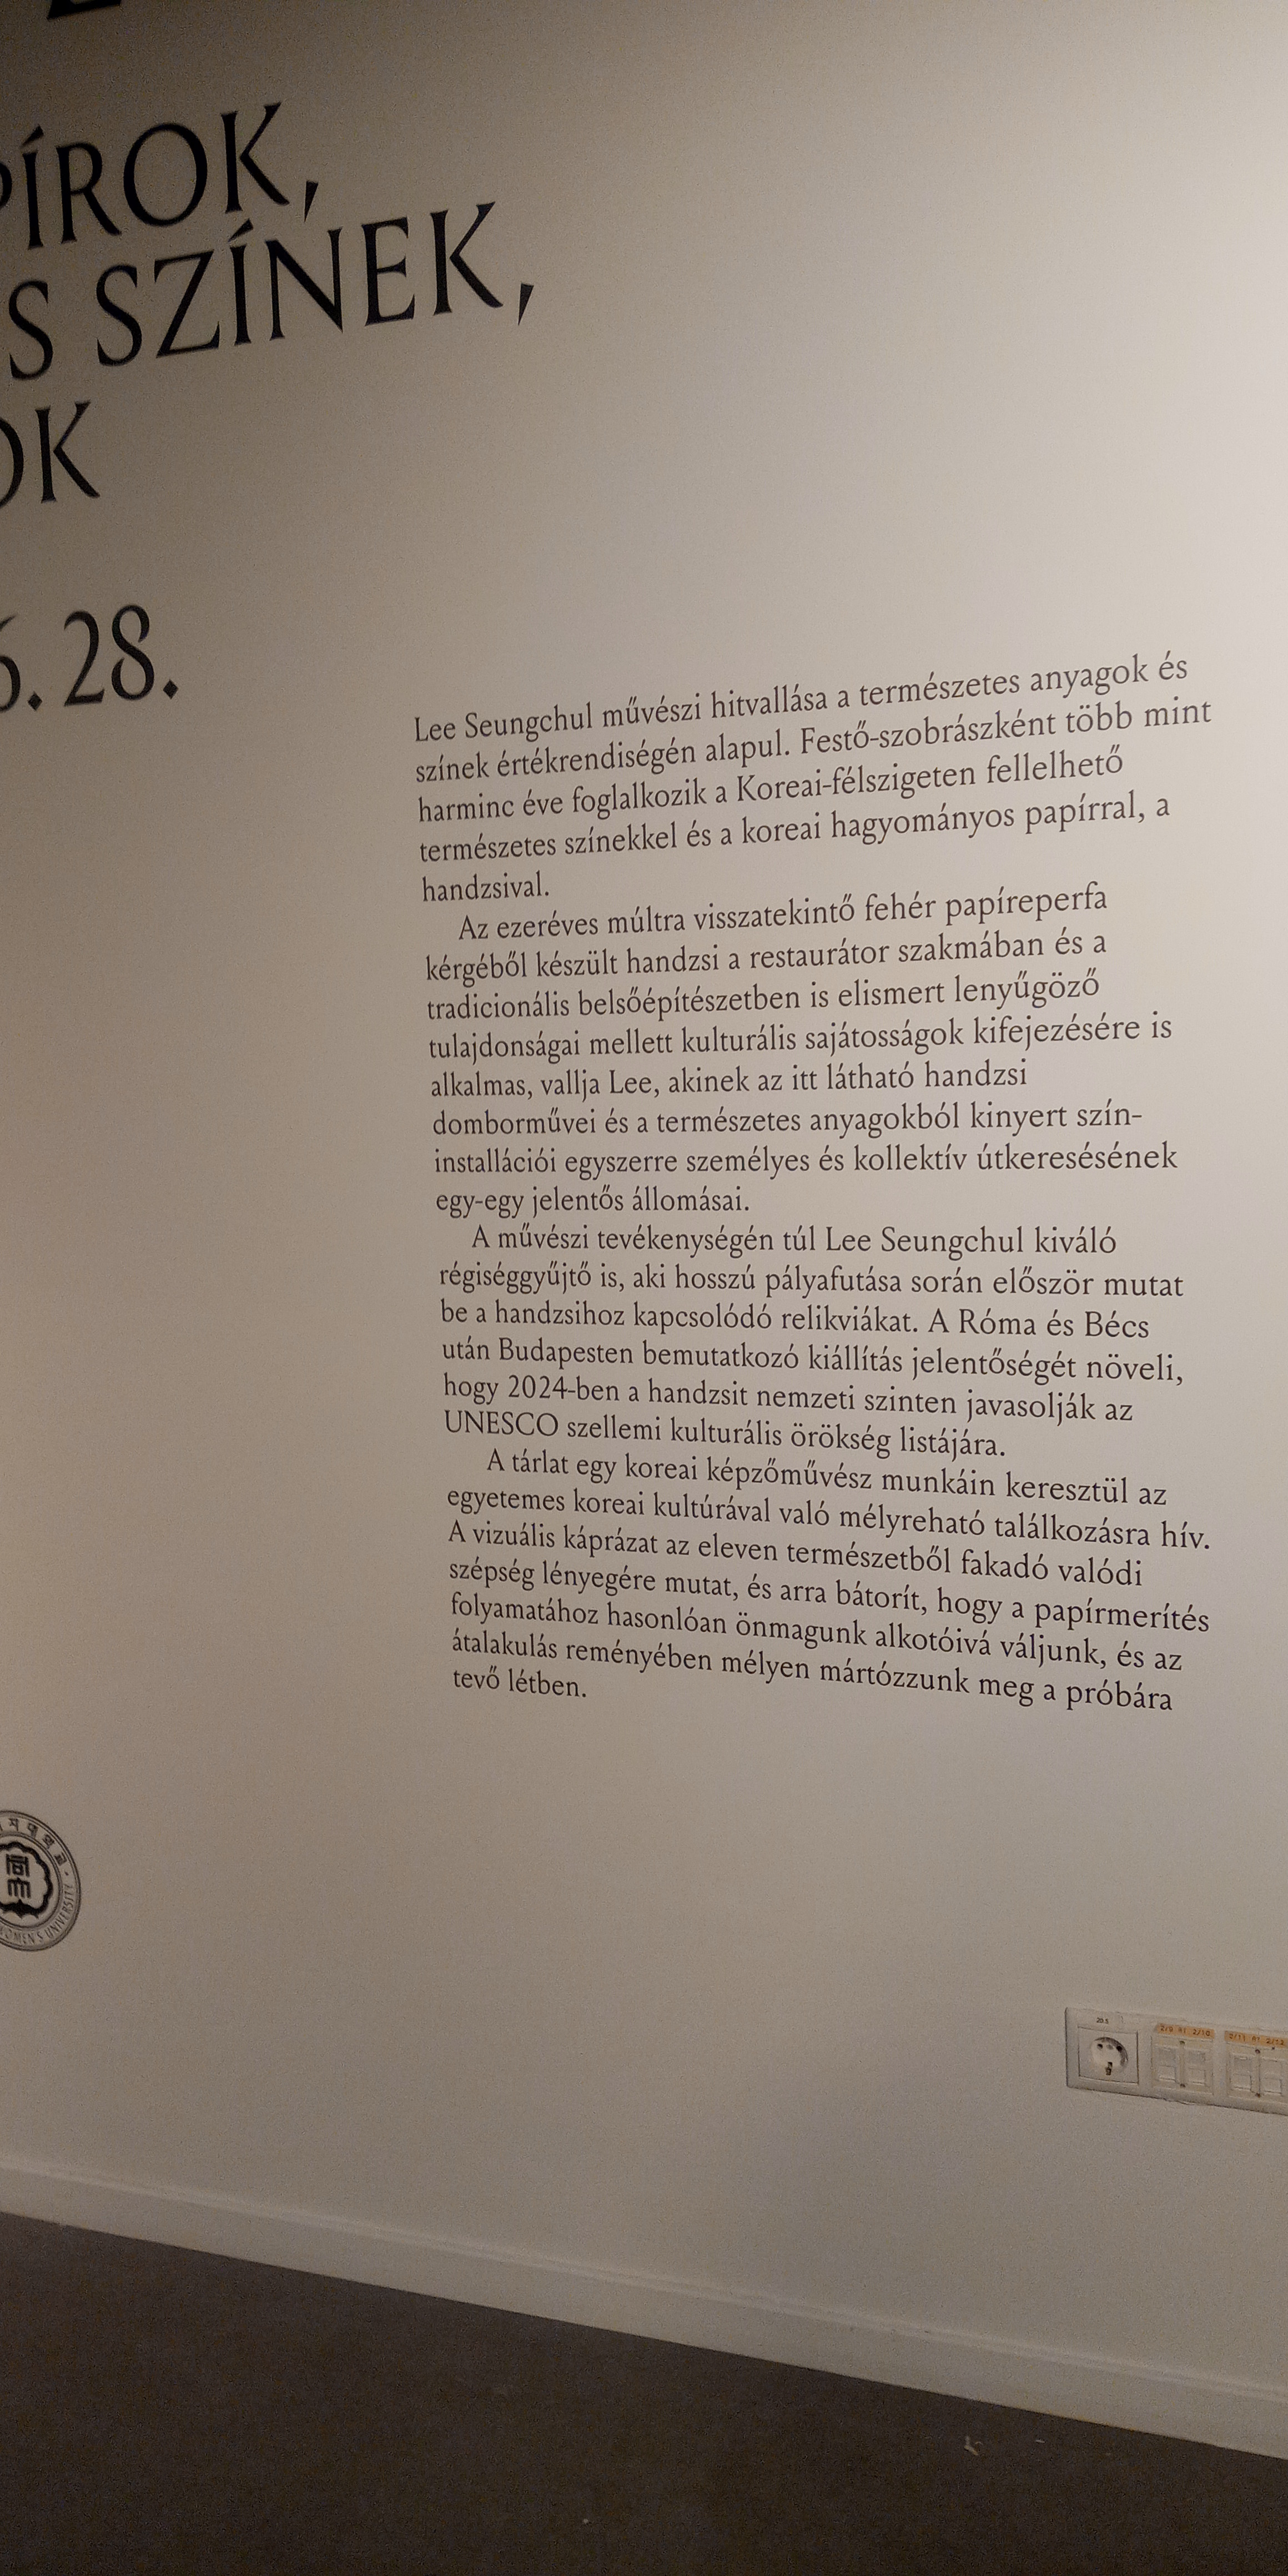 SZÍNEK,
28.
Lee Seungchul művészi hitvallása a természetes anyagok és
színek értékrendiségén alapul. Festő-szobrászként több mint
harminc éve foglalkozik a Koreai-félszigeten fellelhető
természetes színekkel és a koreai hagyományos papírral, a
handzsival.
Az ezeréves múltra visszatekintő fehér papíreperfa
kérgéből készült handzsi a restaurátor szakmában és a
tradicionális belsőépítészetben is elismert lenyűgöző
tulajdonságai mellett kulturális sajátosságok kifejezésére is
alkalmas, vallja Lee, akinek az itt látható handzsi
domborművei és a természetes anyagokból kinyert szín-
installációi egyszerre személyes és kollektív útkeresésének
egy-egy jelentős állomásai.
A művészi tevékenységén túl Lee Seungchul kiváló
régiséggyűjtő is, aki hosszú pályafutása során először mutat
be a handzsihoz kapcsolódó relikviákat. A Róma és Bécs
után Budapesten bemutatkozó kiállítás jelentőségét növeli,
hogy 2024-ben a handzsit nemzeti szinten javasolják az
UNESCO szellemi kulturális örökség listájára.
A tárlat egy koreai képzőművész munkáin keresztül az
egyetemes koreai kultúrával való mélyreható találkozásra hív.
A vizuális káprázat az eleven természetből fakadó valódi
szépség lényegére mutat, és arra bátorít, hogy a papírmerítés
folyamatához hasonlóan önmagunk alkotóivá váljunk, és az
átalakulás reményében mélyen mártózzunk meg a próbára
tevő létben.
WOMEN'S UNIVERSITY